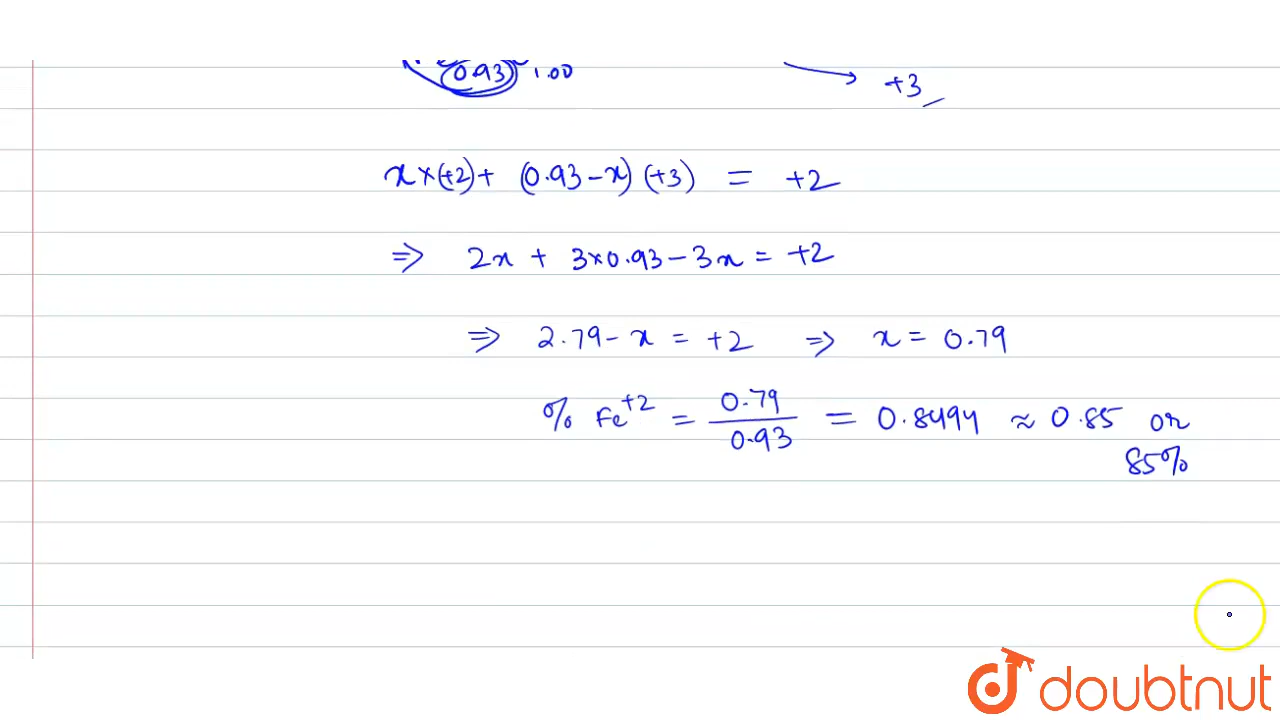 0.93 1.00
+3
x×(+2)+ (0.93-x) (+3) = +2
⇒ 2x + 3×0.93-3x = +2
⇒ 2.79-x = +2 ⇒ x = 0.79
% Fe⁺² = 0.79/0.93 = 0.8494 ≈ 0.85 or
85%
doubtnut